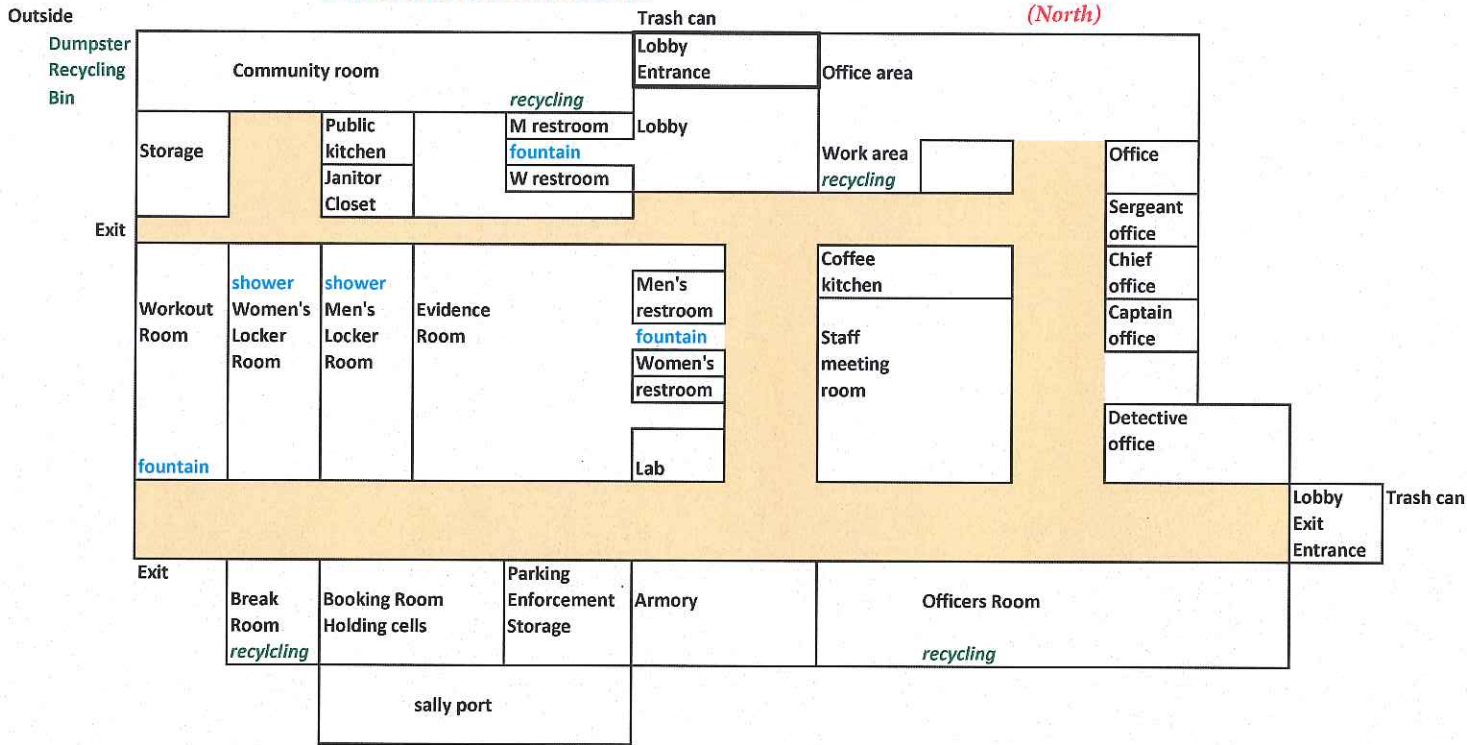 Outside
(North)
Trash can
Dumpster
Recycling
Bin
Community room
recycling
Lobby
Entrance
Office area
Storage
Public
kitchen
Janitor
Closet
M restroom
fountain
W restroom
Lobby
Work area
recycling
Office
Sergeant
office
Chief
office
Captain
office
Exit
Workout
Room
fountain
shower
Women's
Locker
Room
shower
Men's
Locker
Room
Evidence
Room
Men's
restroom
fountain
Women's
restroom
Lab
Coffee
kitchen
Staff
meeting
room
Detective
office
Lobby
Exit
Entrance
Trash can
Exit
Break
Room
recylcling
Booking Room
Holding cells
Parking
Enforcement
Storage
Armory
Officers Room
recycling
sally port